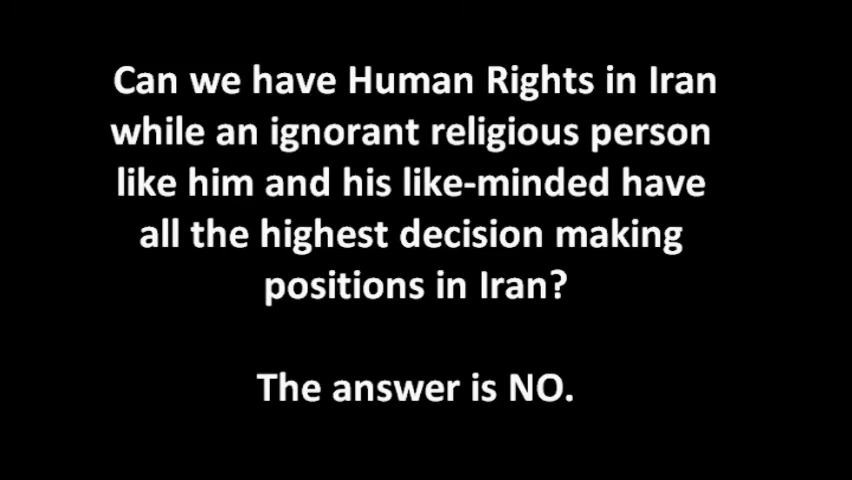 Can we have Human Rights in Iran
while an ignorant religious person
like him and his like-minded have
all the highest decision making
positions in Iran?
The answer is NO.